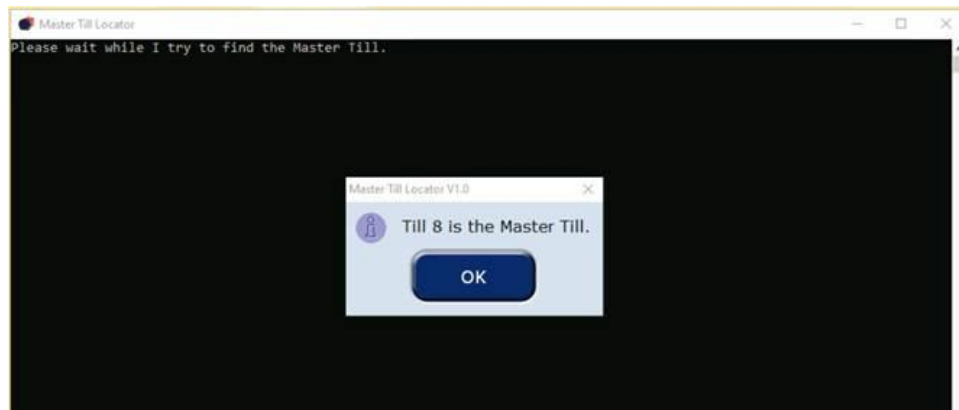 Master Till Locator
Please wait while I try to find the Master Till.
Master Till Locator V1.0
Till 8 is the Master Till.
OK